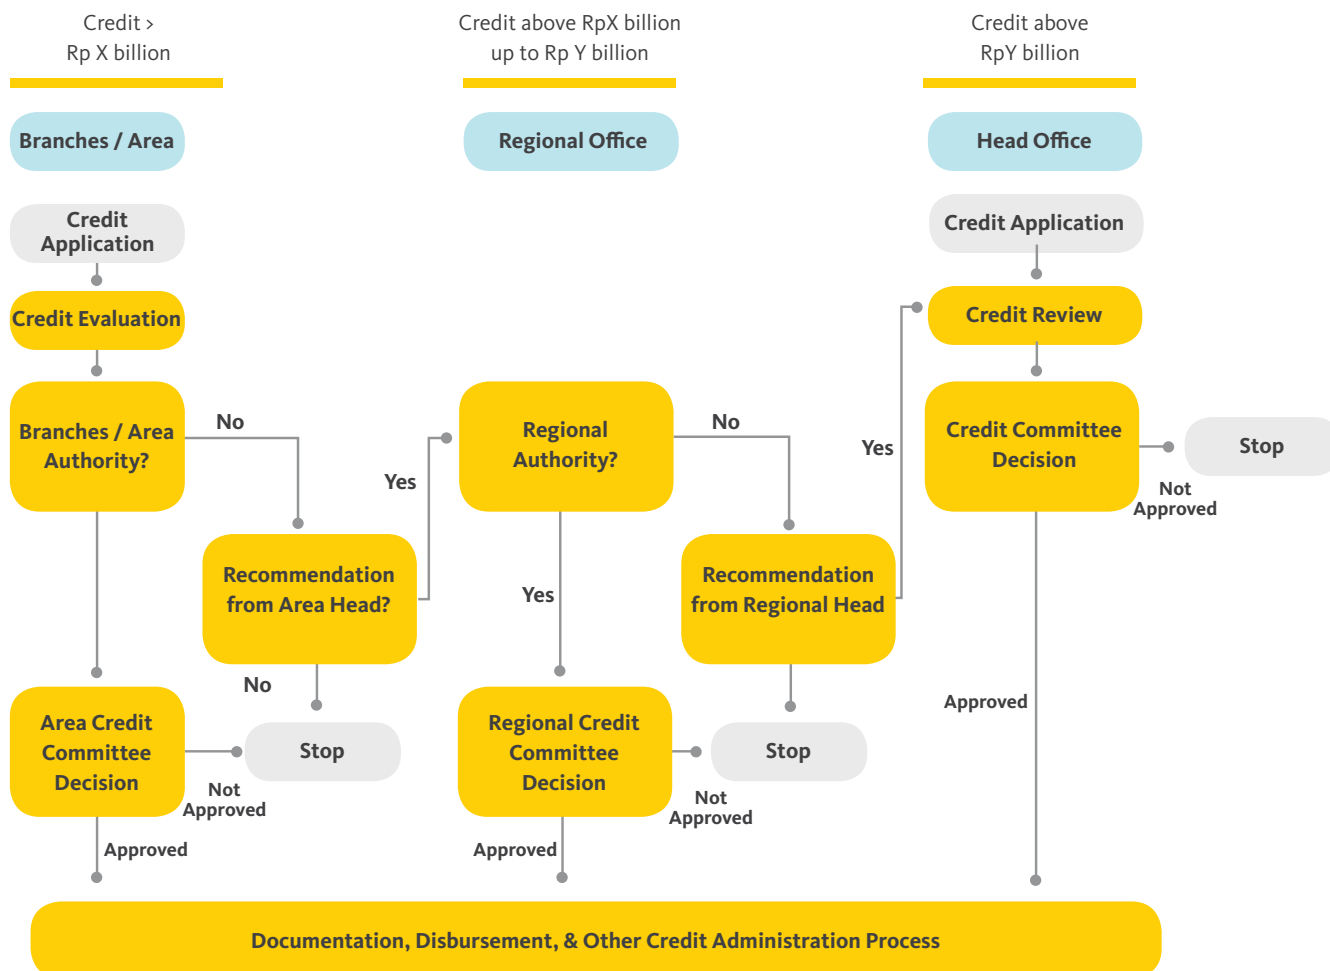 Credit >
Rp X billion
Credit above RpX billion
up to Rp Y billion
Credit above
RpY billion
Branches / Area
Regional Office
Head Office
Credit
Application
Credit Application
Credit Evaluation
Credit Review
Branches / Area
Authority?
No
Yes
Regional
Authority?
No
Yes
Credit Committee
Decision
Stop
Not
Approved
Recommendation
from Area Head?
Yes
Recommendation
from Regional Head
No
Approved
Area Credit
Committee
Decision
Stop
Not
Approved
Regional Credit
Committee
Decision
Stop
Not
Approved
Approved
Approved
Documentation, Disbursement, & Other Credit Administration Process